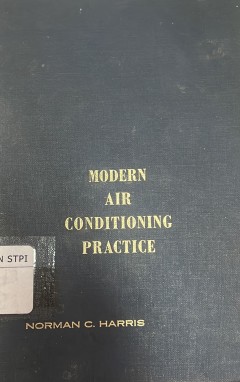 MODERN
AIR
CONDITIONING
PRACTICE
N STPI
NORMAN C. HARRIS